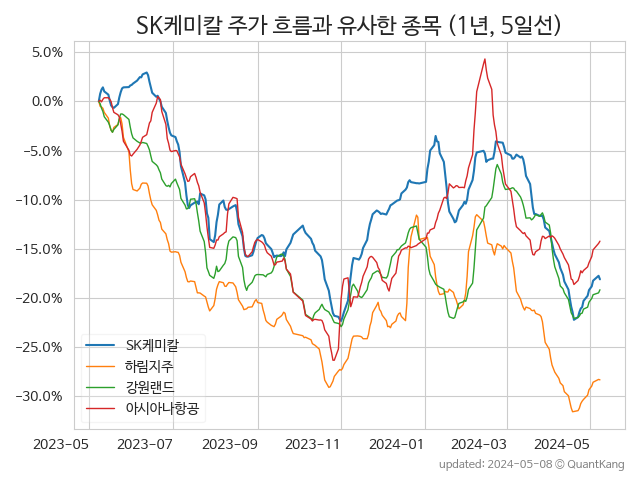 SK케미칼 주가 흐름과 유사한 종목 (1년, 5일선)
5.0%
0.0%
−5.0%
−10.0%
−15.0%
−20.0%
−25.0%
−30.0%
SK케미칼
하림지주
강원랜드
아시아나항공
2023-05 2023-07 2023-09 2023-11 2024-01 2024-03 2024-05
updated: 2024-05-08 © QuantKang